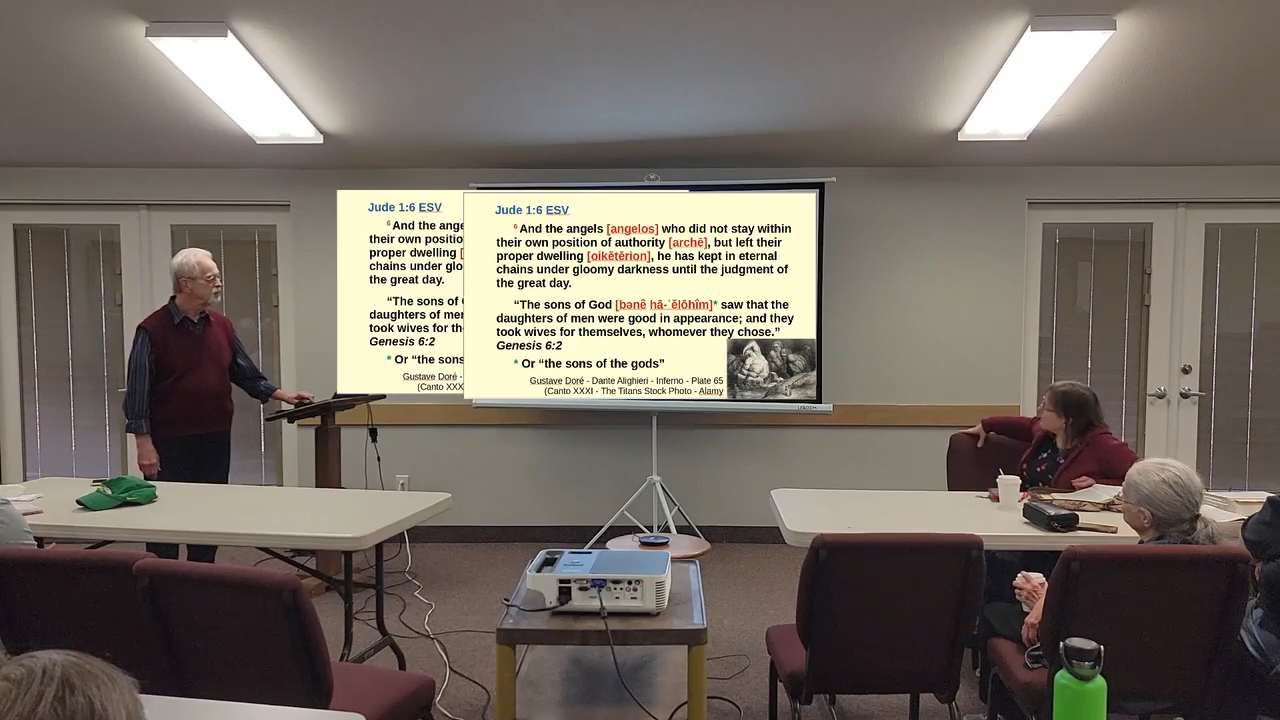 Jude 1:6 ESV
6 And the ange
their own positio
proper dwelling [
chains under glo
the great day.
“The sons of
daughters of mer
took wives for th
Genesis 6:2
* Or “the sons
Gustave Doré -
(Canto XXX
Jude 1:6 ESV
6 And the angels [angelos] who did not stay within
their own position of authority [archē], but left their
proper dwelling [oikētērion], he has kept in eternal
chains under gloomy darkness until the judgment of
the great day.
“The sons of God [bənê hā-ʾĕlōhîm]* saw that the
daughters of men were good in appearance; and they
took wives for themselves, whomever they chose.”
Genesis 6:2
* Or “the sons of the gods”
Gustave Doré - Dante Alighieri - Inferno - Plate 65
(Canto XXXI - The Titans Stock Photo - Alamy